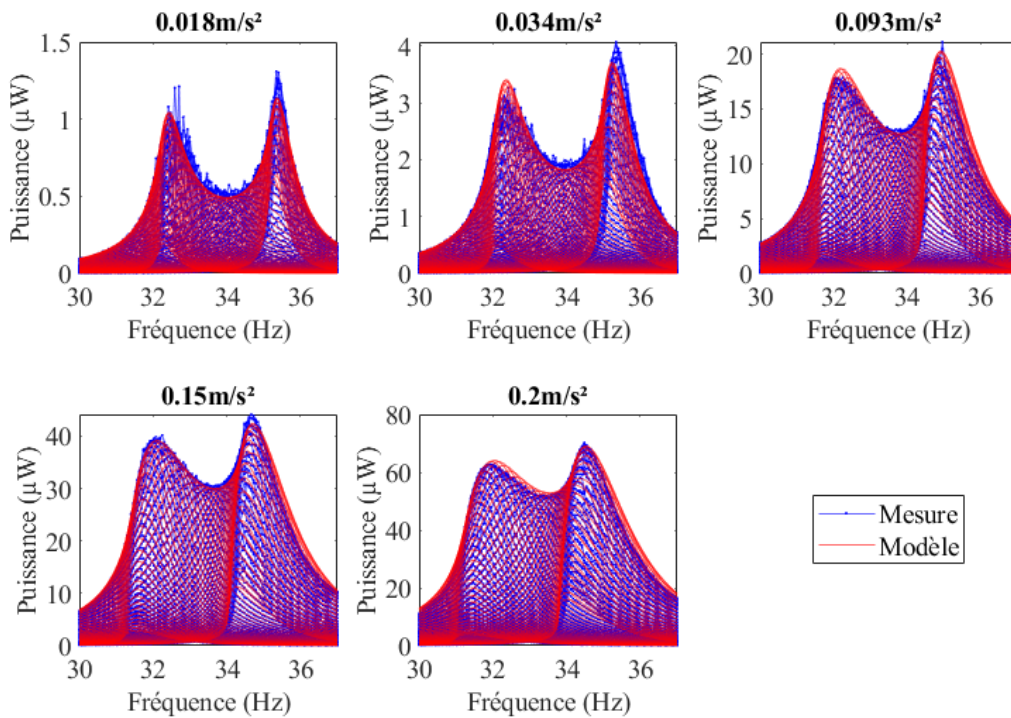 0.018m/s²
Puissance (µW)
1.5
1
0.5
0
30 32 34 36
Fréquence (Hz)
0.034m/s²
Puissance (µW)
4
3
2
1
0
30 32 34 36
Fréquence (Hz)
0.093m/s²
Puissance (µW)
20
15
10
5
0
30 32 34 36
Fréquence (Hz)
0.15m/s²
Puissance (µW)
40
30
20
10
0
30 32 34 36
Fréquence (Hz)
0.2m/s²
Puissance (µW)
80
60
40
20
0
30 32 34 36
Fréquence (Hz)
Mesure
Modèle